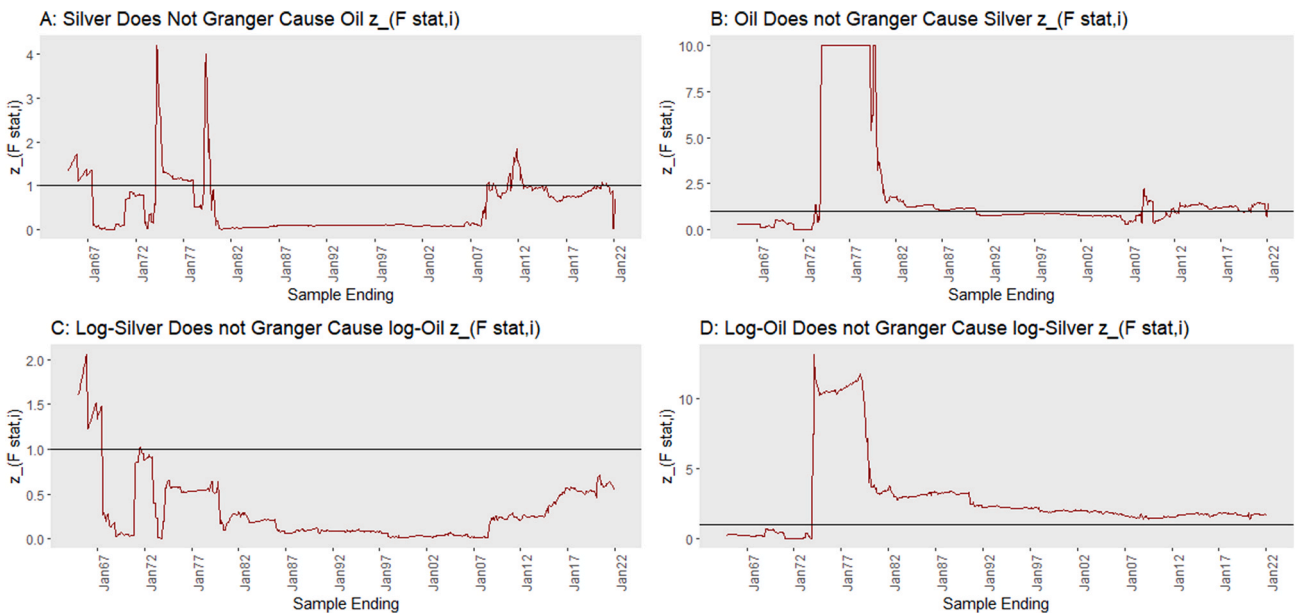 A: Silver Does Not Granger Cause Oil z_(F stat,i)
z_(F stat,i)
4
3
2
1
0
Jan67
Jan72
Jan77
Jan82
Jan87
Jan92
Jan97
Jan02
Jan07
Jan12
Jan17
Jan22
Sample Ending
B: Oil Does not Granger Cause Silver z_(F stat,i)
z_(F stat,i)
10.0
7.5
5.0
2.5
0.0
Jan67
Jan72
Jan77
Jan82
Jan87
Jan92
Jan97
Jan02
Jan07
Jan12
Jan17
Jan22
Sample Ending
C: Log-Silver Does not Granger Cause log-Oil z_(F stat,i)
z_(F stat,i)
2.0
1.5
1.0
0.5
0.0
Jan67
Jan72
Jan77
Jan82
Jan87
Jan92
Jan97
Jan02
Jan07
Jan12
Jan17
Jan22
Sample Ending
D: Log-Oil Does not Granger Cause log-Silver z_(F stat,i)
z_(F stat,i)
10
5
0
Jan67
Jan72
Jan77
Jan82
Jan87
Jan92
Jan97
Jan02
Jan07
Jan12
Jan17
Jan22
Sample Ending